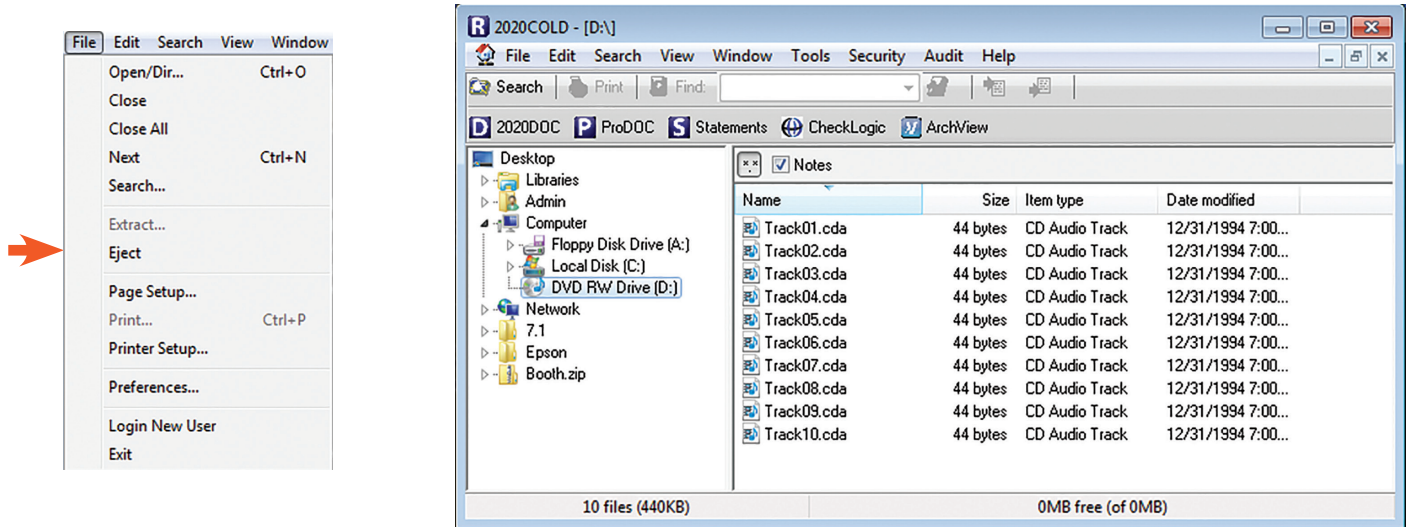 File Edit Search View Window
Open/Dir... Ctrl+O
Close
Close All
Next Ctrl+N
Search...
Extract...
Eject
Page Setup...
Print... Ctrl+P
Printer Setup...
Preferences...
Login New User
Exit
R 2020COLD - [D:\]
File Edit Search View Window Tools Security Audit Help
Search Print Find:
D 2020DOC P ProDOC S Statements CheckLogic ArchView
Desktop
Libraries
Admin
Computer
Floppy Disk Drive (A:)
Local Disk (C:)
DVD RW Drive (D:)
Network
7.1
Epson
Booth.zip
Notes
Name Size Item type Date modified
Track01.cda 44 bytes CD Audio Track 12/31/1994 7:00...
Track02.cda 44 bytes CD Audio Track 12/31/1994 7:00...
Track03.cda 44 bytes CD Audio Track 12/31/1994 7:00...
Track04.cda 44 bytes CD Audio Track 12/31/1994 7:00...
Track05.cda 44 bytes CD Audio Track 12/31/1994 7:00...
Track06.cda 44 bytes CD Audio Track 12/31/1994 7:00...
Track07.cda 44 bytes CD Audio Track 12/31/1994 7:00...
Track08.cda 44 bytes CD Audio Track 12/31/1994 7:00...
Track09.cda 44 bytes CD Audio Track 12/31/1994 7:00...
Track10.cda 44 bytes CD Audio Track 12/31/1994 7:00...
10 files (440KB) 0MB free (of 0MB)